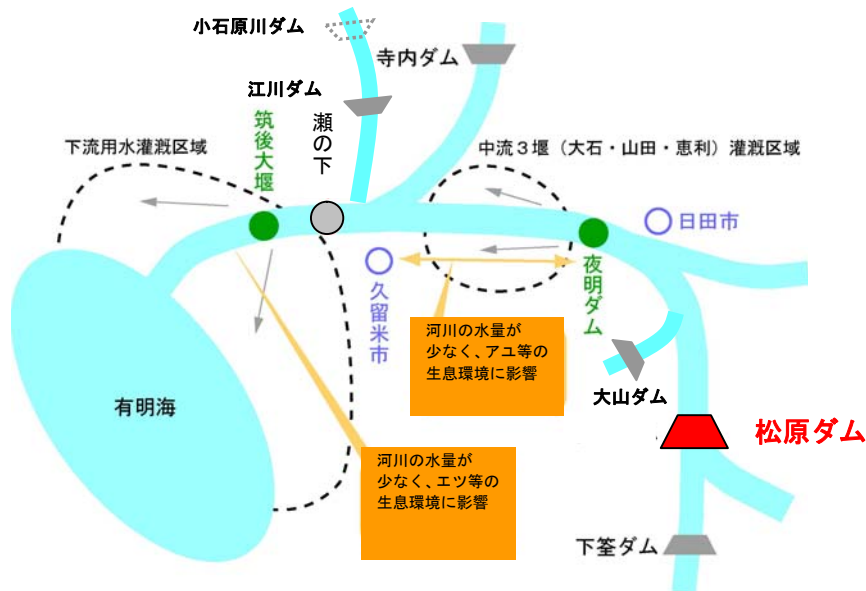 小石原川ダム
寺内ダム
江川ダム
筑後大堰
瀬の下
下流用水灌漑区域
中流３堰（大石・山田・恵利）灌漑区域
日田市
夜明ダム
久留米市
河川の水量が
少なく、アユ等の
生息環境に影響
大山ダム
有明海
松原ダム
河川の水量が
少なく、エツ等の
生息環境に影響
下筌ダム